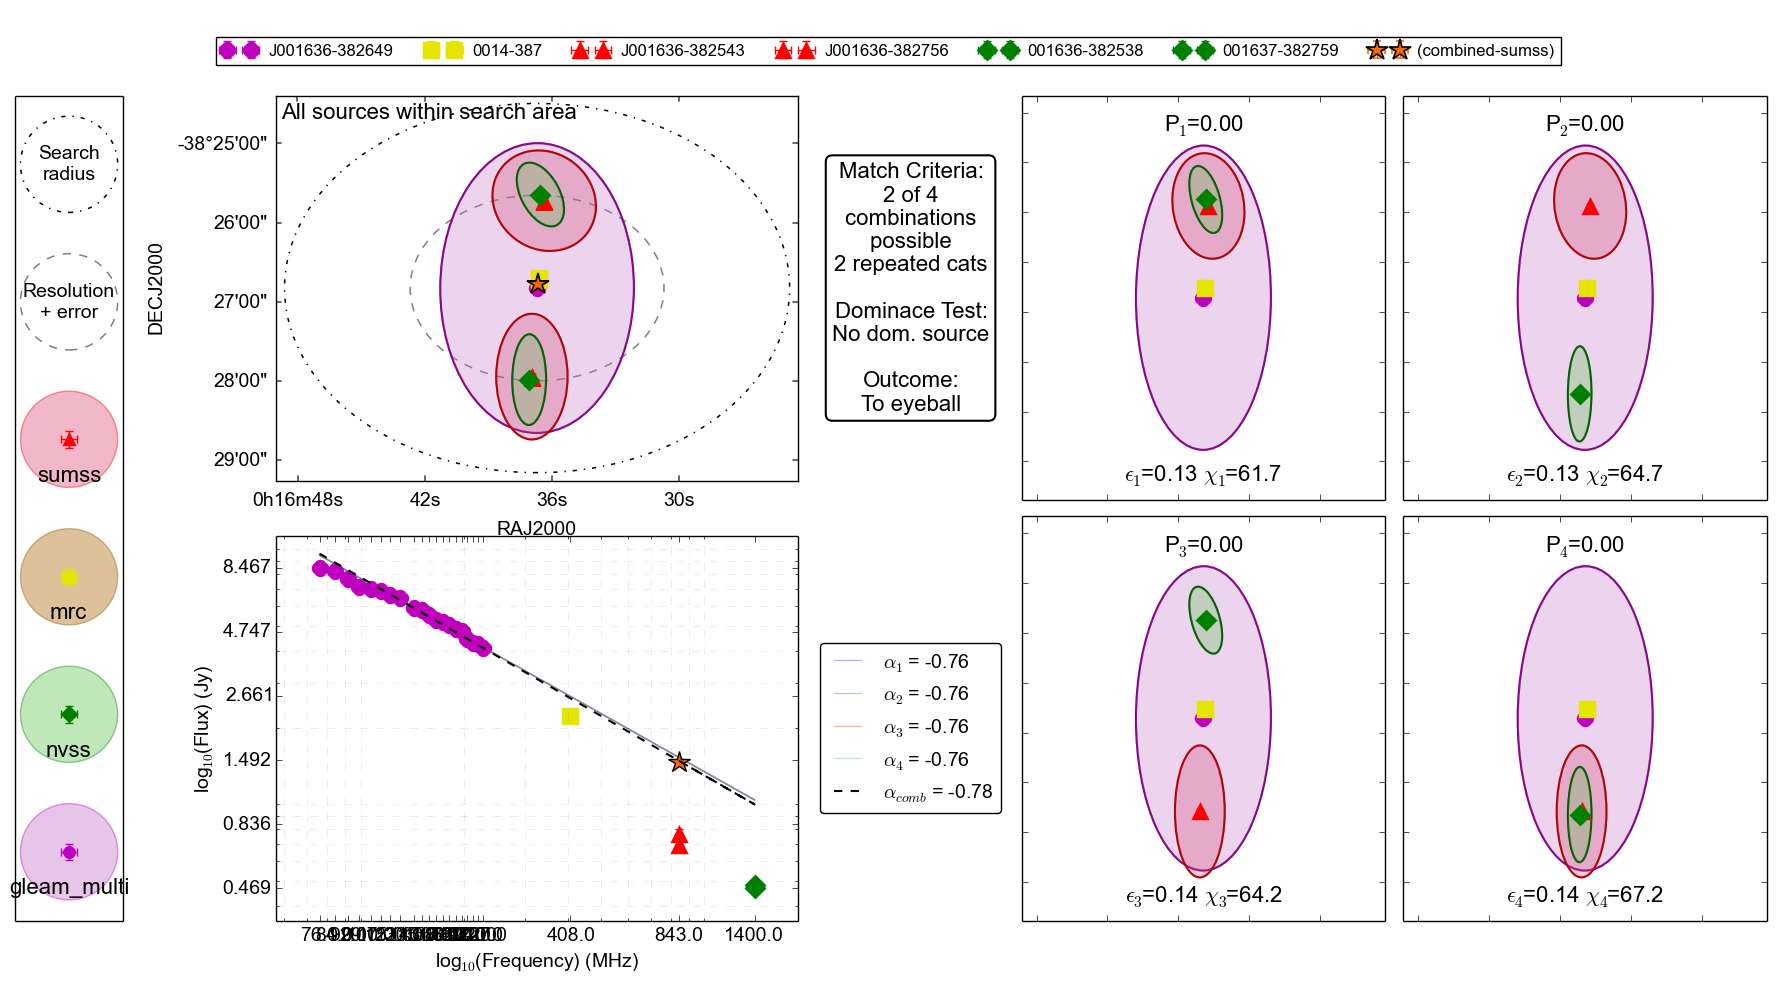 J001636-382649 0014-387 J001636-382543 J001636-382756 001636-382538 001637-382759 (combined-sumss)
Search
radius
Resolution
+ error
sumss
mrc
nvss
gleam_multi
All sources within search area
DECJ2000
-38°25'00"
26'00"
27'00"
28'00"
29'00"
0h16m48s 42s 36s 30s
RAJ2000
Match Criteria:
2 of 4
combinations
possible
2 repeated cats
Dominace Test:
No dom. source
Outcome:
To eyeball
P1=0.00
ϵ1=0.13 χ1=61.7
P2=0.00
ϵ2=0.13 χ2=64.7
P3=0.00
ϵ3=0.14 χ3=64.2
P4=0.00
ϵ4=0.14 χ4=67.2
log10(Flux) (Jy)
8.467
4.747
2.661
1.492
0.836
0.469
408.0 843.0 1400.0
log10(Frequency) (MHz)
α1 = -0.76
α2 = -0.76
α3 = -0.76
α4 = -0.76
αcomb = -0.78